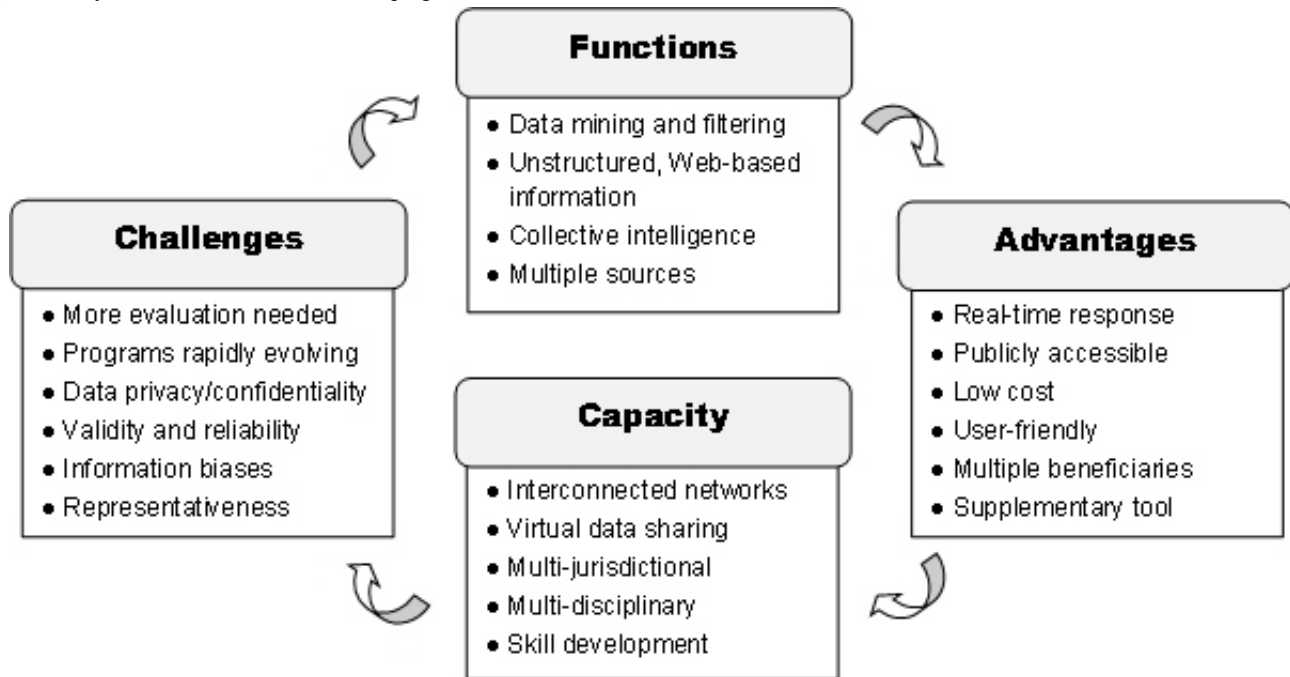 Functions
• Data mining and filtering
• Unstructured, Web-based
information
• Collective intelligence
• Multiple sources
Challenges
• More evaluation needed
• Programs rapidly evolving
• Data privacy/confidentiality
• Validity and reliability
• Information biases
• Representativeness
Advantages
• Real-time response
• Publicly accessible
• Low cost
• User-friendly
• Multiple beneficiaries
• Supplementary tool
Capacity
• Interconnected networks
• Virtual data sharing
• Multi-jurisdictional
• Multi-disciplinary
• Skill development